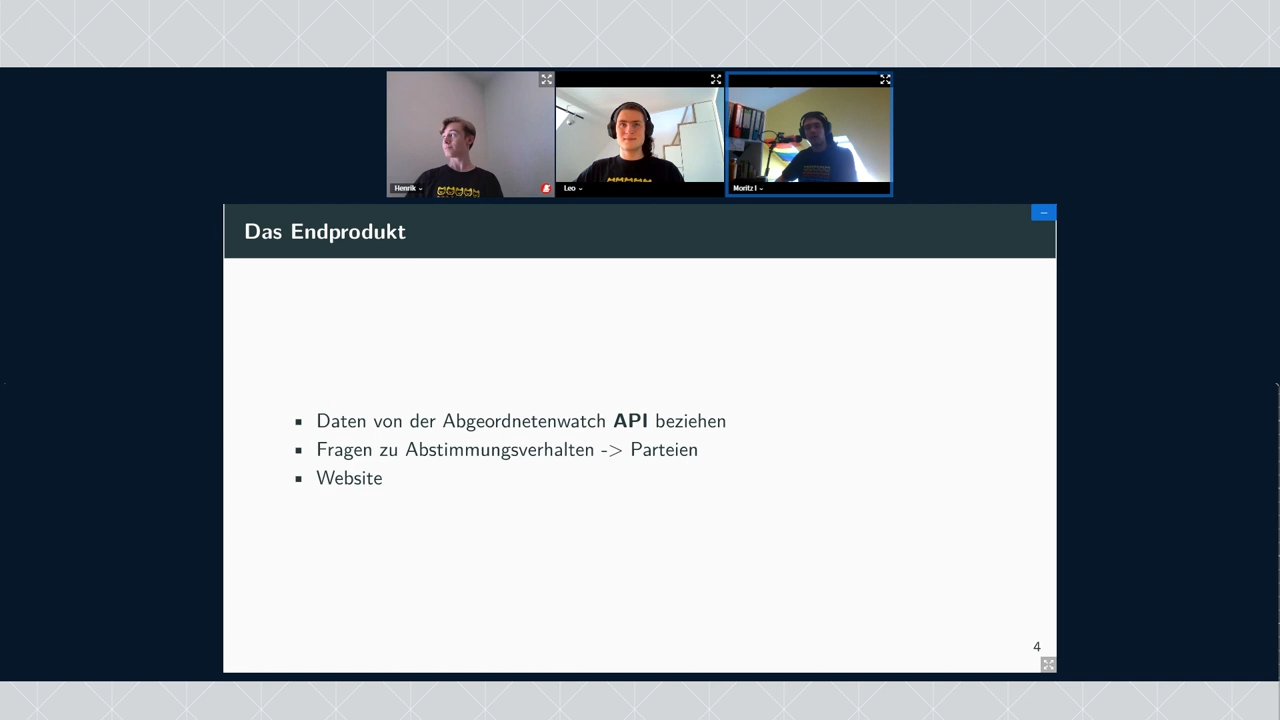 Henrik
Leo
Moritz I
Das Endprodukt
Daten von der Abgeordnetenwatch API beziehen
Fragen zu Abstimmungsverhalten -> Parteien
Website
4